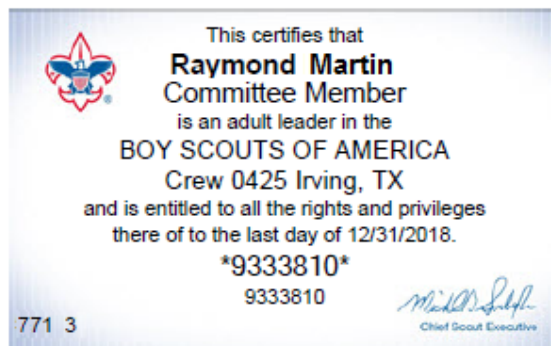 This certifies that
Raymond Martin
Committee Member
is an adult leader in the
BOY SCOUTS OF AMERICA
Crew 0425 Irving, TX
and is entitled to all the rights and privileges
there of to the last day of 12/31/2018.
*9333810*
9333810
771 3
Chief Scout Executive